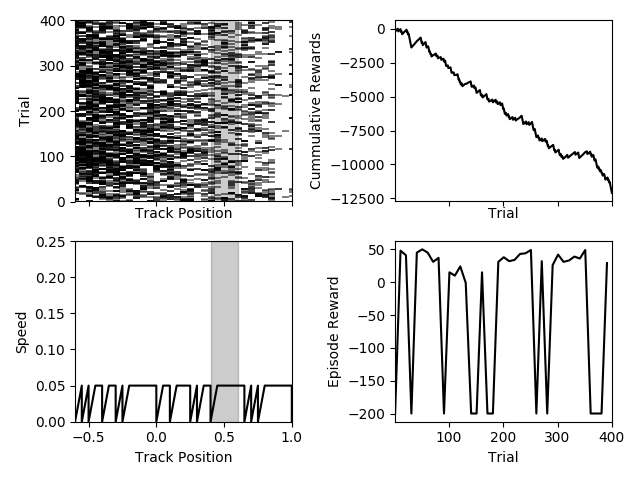 400
300
200
100
0
Trial
Track Position
0
−2500
−5000
−7500
−10000
−12500
Cummulative Rewards
Trial
0.25
0.20
0.15
0.10
0.05
0.00
Speed
−0.5 0.0 0.5 1.0
Track Position
50
0
−50
−100
−150
−200
Episode Reward
100 200 300 400
Trial